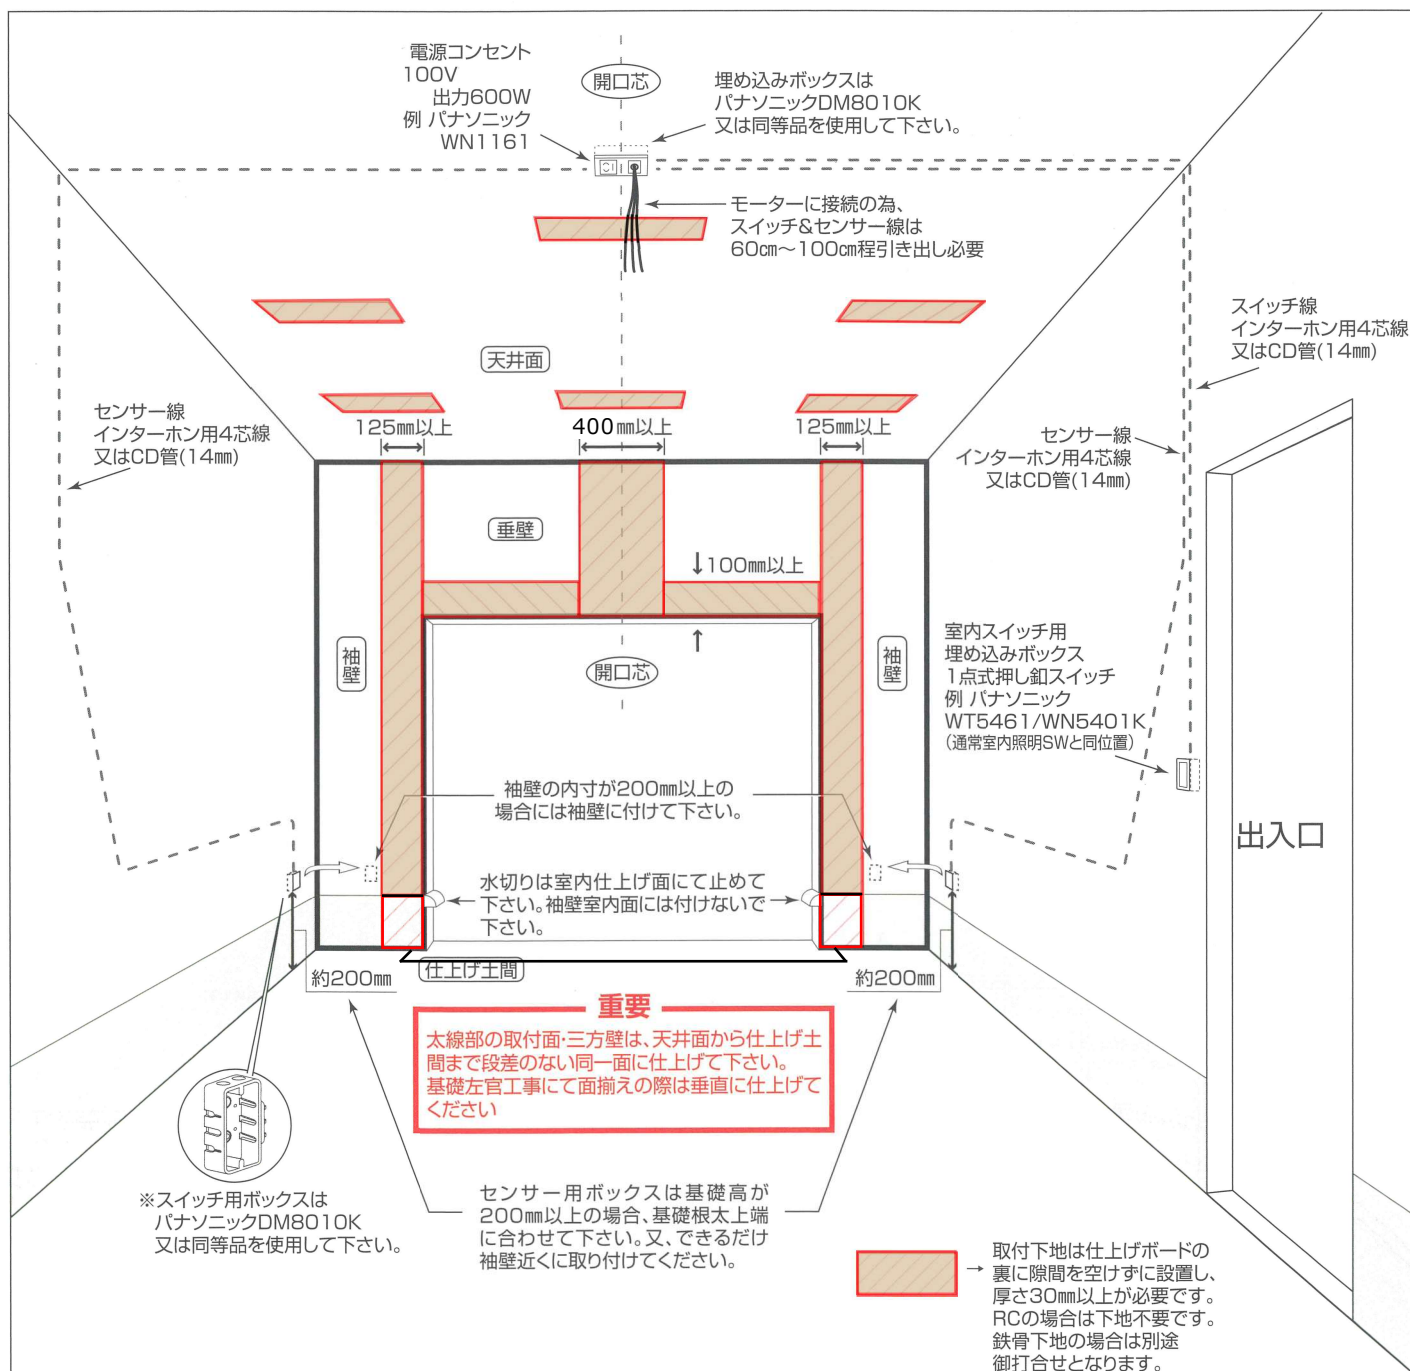 電源コンセント
100V
出力600W
例 パナソニック
WN1161
開口芯
埋め込みボックスは
パナソニックDM8010K
又は同等品を使用して下さい。
モーターに接続の為、
スイッチ&センサー線は
60㎝～100㎝程引き出し必要
スイッチ線
インターホン用4芯線
又はCD管(14㎜)
天井面
センサー線
インターホン用4芯線
又はCD管(14㎜)
125㎜以上
400㎜以上
125㎜以上
センサー線
インターホン用4芯線
又はCD管(14㎜)
垂壁
100㎜以上
袖壁
開口芯
袖壁
室内スイッチ用
埋め込みボックス
1点式押し釦スイッチ
例 パナソニック
WT5461/WN5401K
(通常室内照明SWと同位置)
袖壁の内寸が200㎜以上の
場合には袖壁に付けて下さい。
出入口
水切りは室内仕上げ面にて止めて
下さい。袖壁室内面には付けないで
下さい。
仕上げ土間
約200㎜
約200㎜
重要
太線部の取付面・三方壁は、天井面から仕上げ土
間まで段差のない同一面に仕上げて下さい。
基礎左官工事にて面揃えの際は垂直に仕上げて
ください
※スイッチ用ボックスは
パナソニックDM8010K
又は同等品を使用して下さい。
センサー用ボックスは基礎高が
200㎜以上の場合、基礎根太上端
に合わせて下さい。又、できるだけ
袖壁近くに取り付けてください。
取付下地は仕上げボードの
裏に隙間を空けずに設置し、
厚さ30㎜以上が必要です。
RCの場合は下地不要です。
鉄骨下地の場合は別途
御打合せとなります。